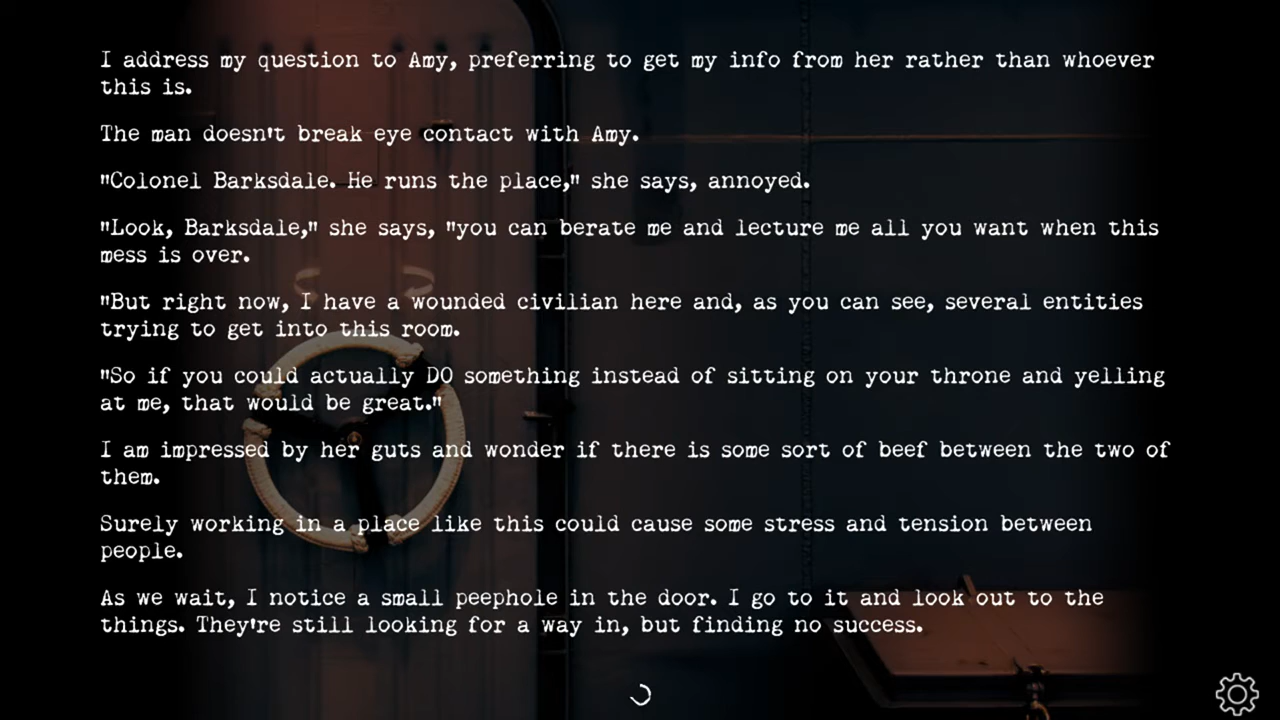 I address my question to Amy, preferring to get my info from her rather than whoever
this is.
The man doesn't break eye contact with Amy.
"Colonel Barksdale. He runs the place," she says, annoyed.
"Look, Barksdale," she says, "you can berate me and lecture me all you want when this
mess is over.
"But right now, I have a wounded civilian here and, as you can see, several entities
trying to get into this room.
"So if you could actually DO something instead of sitting on your throne and yelling
at me, that would be great."
I am impressed by her guts and wonder if there is some sort of beef between the two of
them.
Surely working in a place like this could cause some stress and tension between
people.
As we wait, I notice a small peephole in the door. I go to it and look out to the
things. They're still looking for a way in, but finding no success.